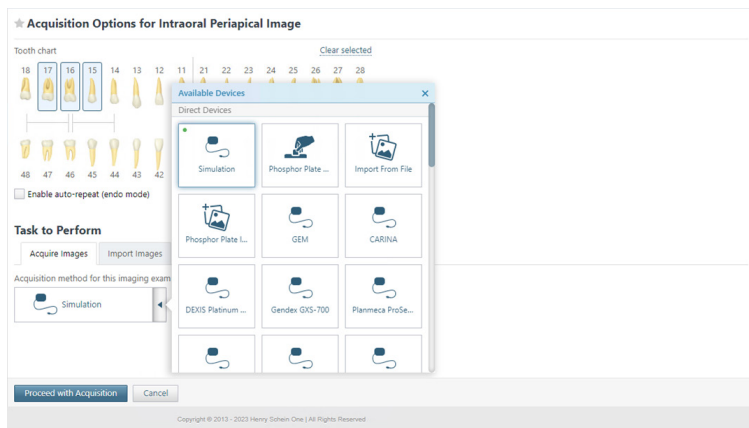 Acquisition Options for Intraoral Periapical Image
Tooth chart
Clear selected
18 17 16 15 14 13 12 11 21 22 23 24 25 26 27 28
48 47 46 45 44 43 42
Enable auto-repeat (endo mode)
Task to Perform
Acquire Images Import Images
Acquisition method for this imaging exam
Simulation
Available Devices
Direct Devices
Simulation Phosphor Plate ... Import From File
Phosphor Plate I... GEM CARINA
DEXIS Platinum ... Gendex GXS-700 Planmeca ProSe...
Proceed with Acquisition Cancel
Copyright © 2013 - 2023 Henry Schein One | All Rights Reserved